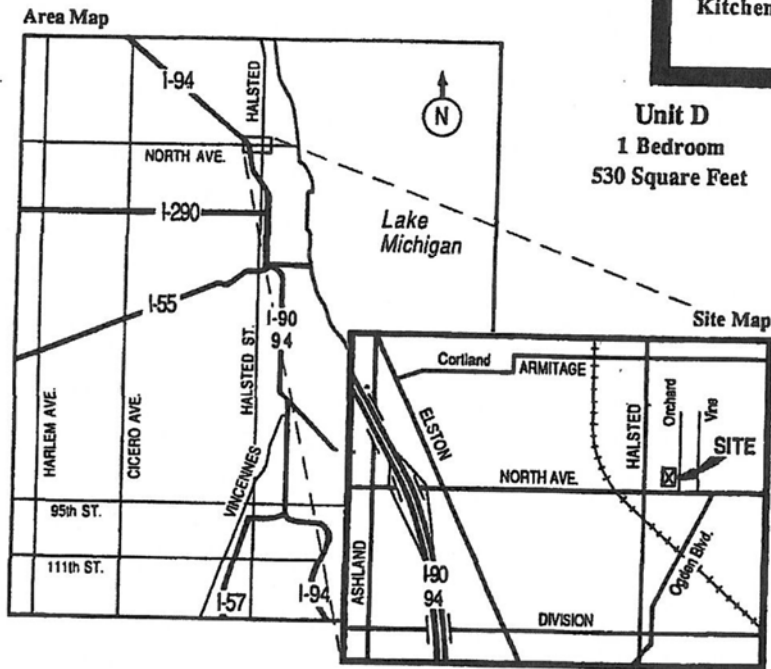 Area Map
Kitchen
Unit D
1 Bedroom
530 Square Feet
I-94
HALSTED
N
NORTH AVE.
I-290
Lake
Michigan
I-55
I-90
94
HALSTED ST.
HARLEM AVE.
CICERO AVE.
VINCENNES
95th ST.
111th ST.
I-57
I-94
Site Map
Cortland
ARMITAGE
ELSTON
HALSTED
Orchard
Vine
SITE
NORTH AVE.
ASHLAND
I-90
94
Ogden Blvd.
DIVISION